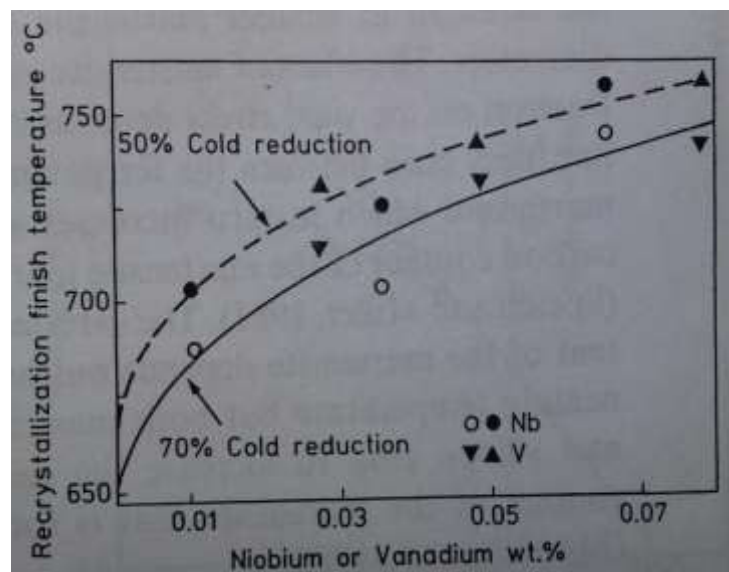 Recrystallization finish temperature °C
750
700
650
50% Cold reduction
70% Cold reduction
○● Nb
▼▲ V
0.01 0.03 0.05 0.07
Niobium or Vanadium wt.%